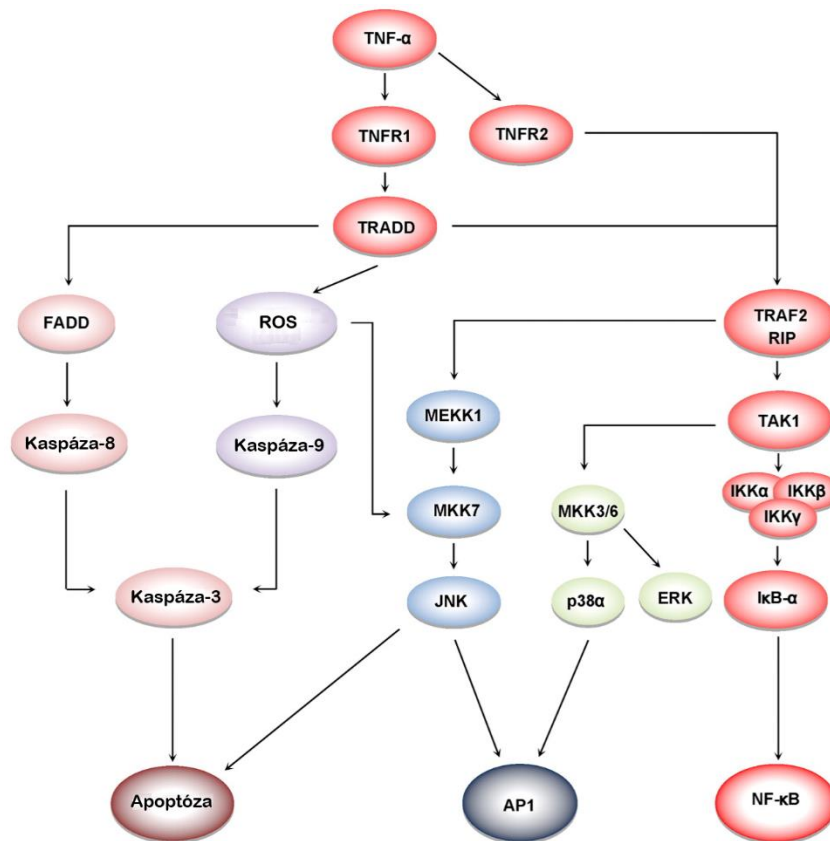 TNF-α
TNFR1
TNFR2
TRADD
FADD
ROS
TRAF2
RIP
MEKK1
TAK1
Kaspáza-8
Kaspáza-9
IKKα
IKKβ
IKKγ
MKK7
MKK3/6
Kaspáza-3
JNK
p38α
ERK
IκB-α
Apoptóza
AP1
NF-κB